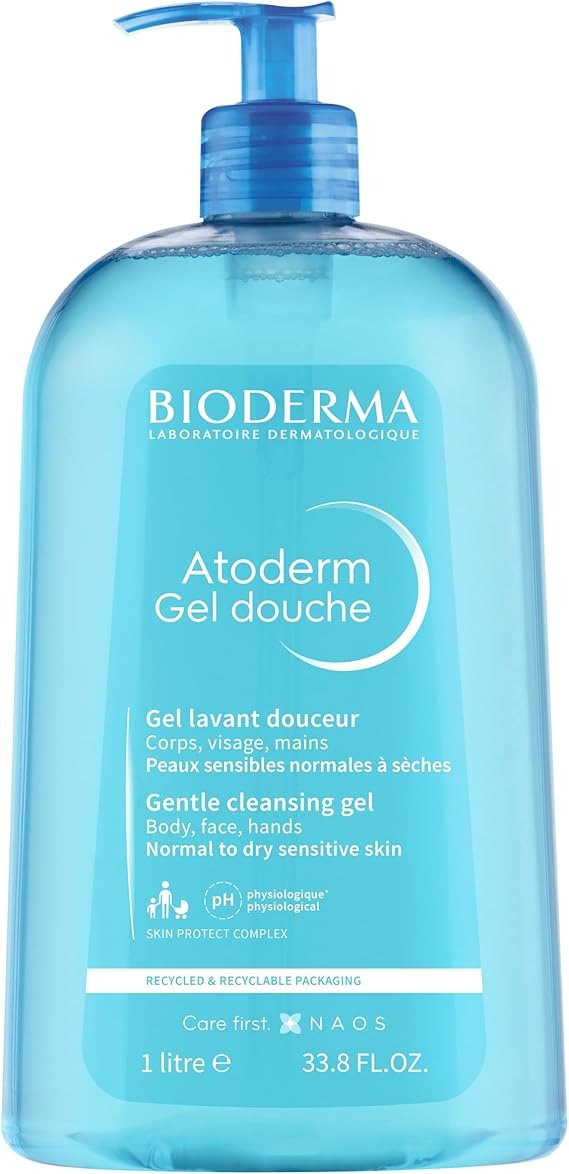 BIODERMA
LABORATOIRE DERMATOLOGIQUE
Atoderm
Gel douche
Gel lavant douceur
Corps, visage, mains
Peaux sensibles normales à sèches
Gentle cleansing gel
Body, face, hands
Normal to dry sensitive skin
pH physiologique*
physiological
SKIN PROTECT COMPLEX
RECYCLED & RECYCLABLE PACKAGING
Care first. NAOS
1 litre ℮ 33.8 FL.OZ.